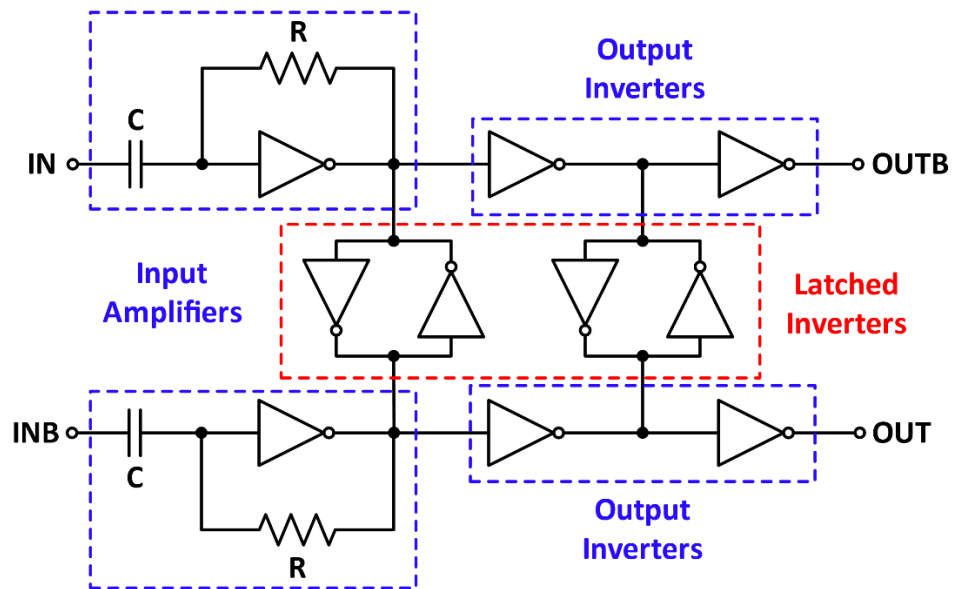 R
Output
Inverters
C
IN
OUTB
Input
Amplifiers
Latched
Inverters
INB
OUT
C
R
Output
Inverters